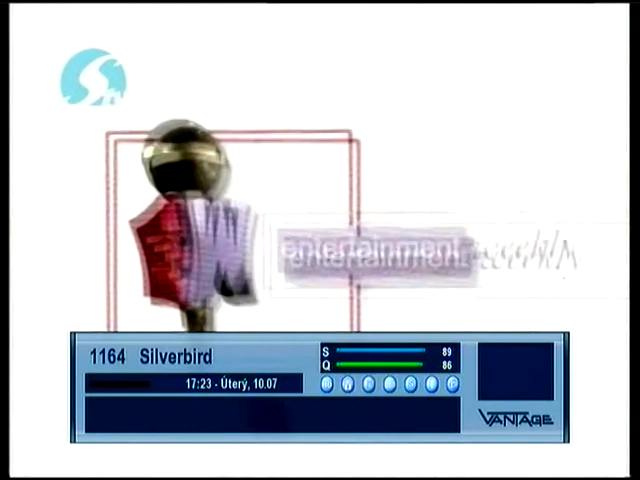 entertainment
1164 Silverbird
S 89
Q 86
17:23 - Úterý, 10.07
VANTAGE